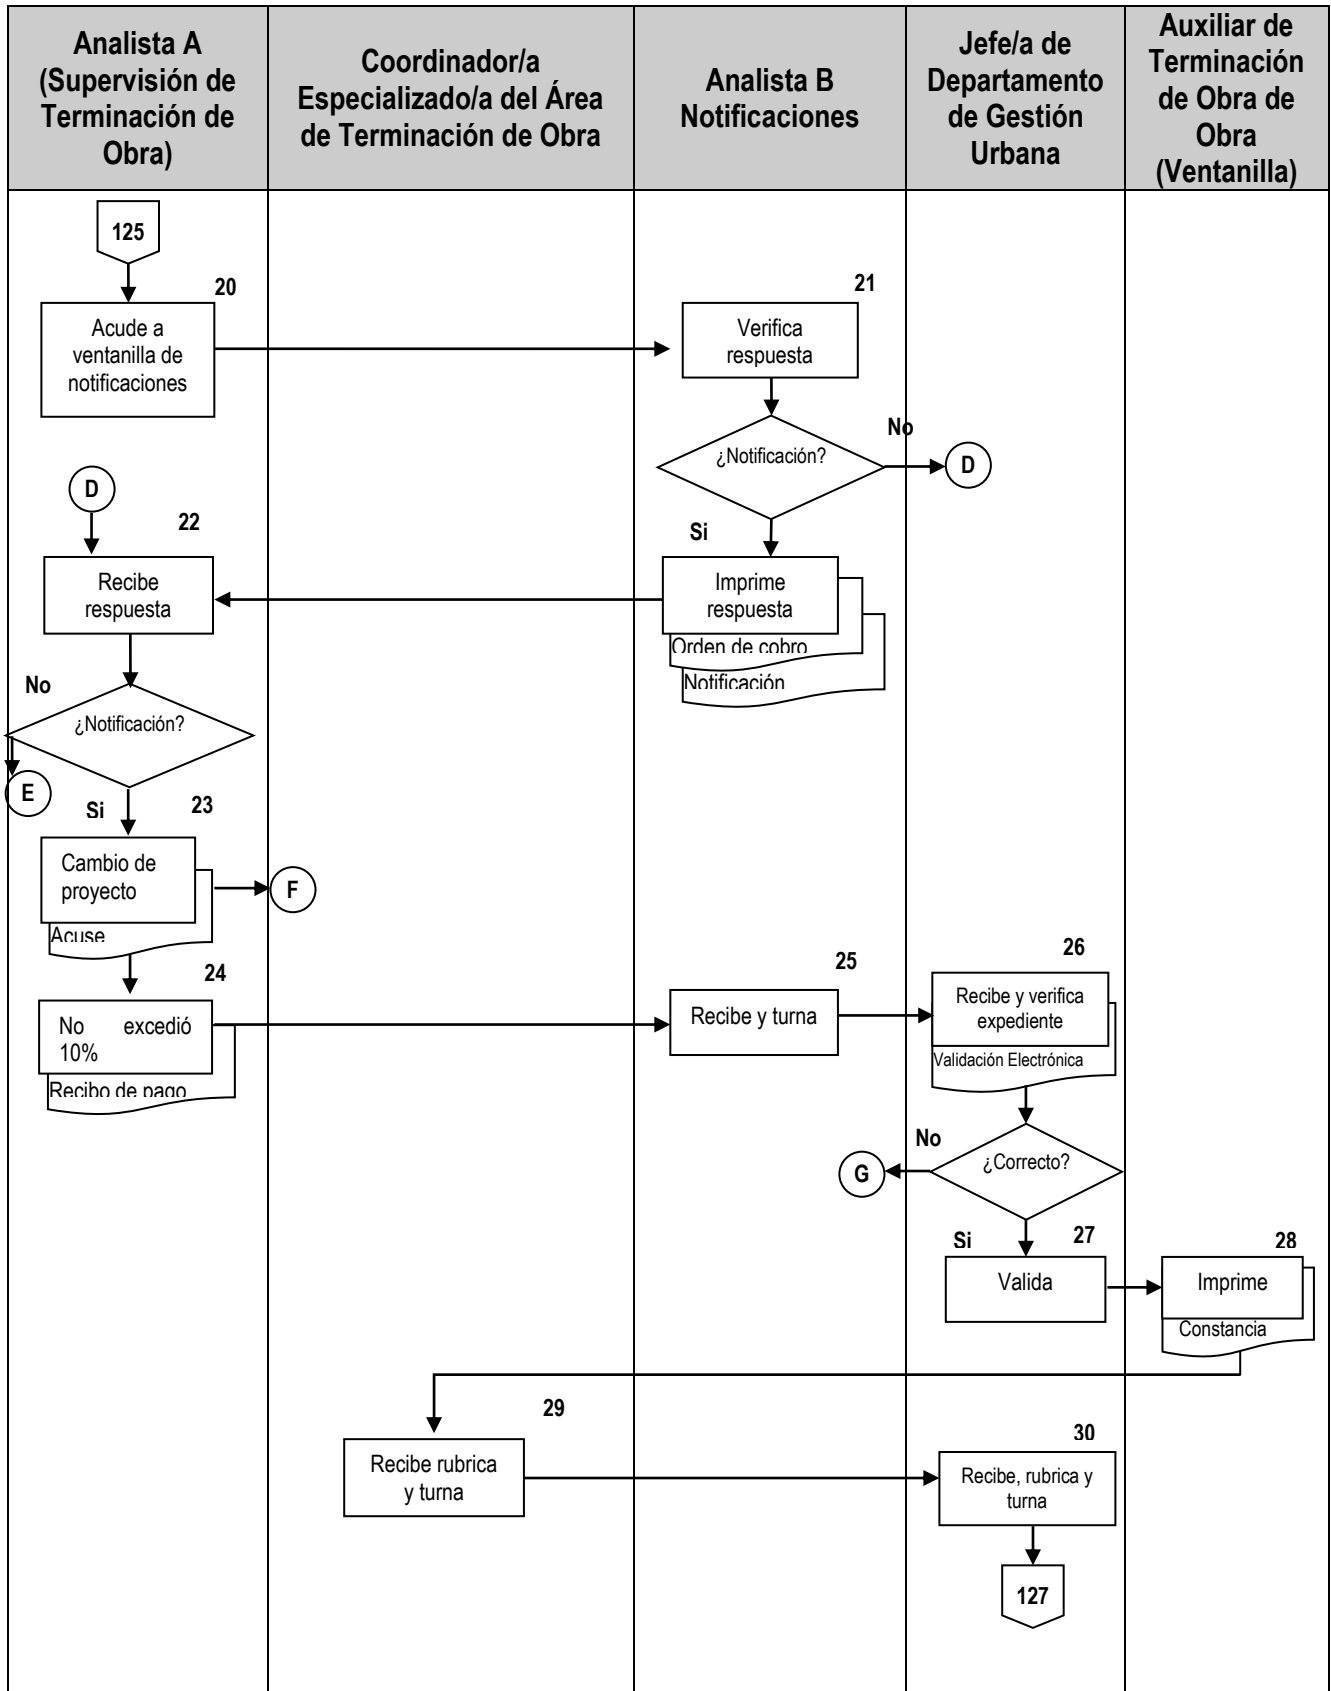 Analista A
(Supervisión de
Terminación de
Obra)
Coordinador/a
Especializado/a del Área
de Terminación de Obra
Analista B
Notificaciones
Jefe/a de
Departamento
de Gestión
Urbana
Auxiliar de
Terminación
de Obra de
Obra
(Ventanilla)
125
20
Acude a
ventanilla de
notificaciones
21
Verifica
respuesta
¿Notificación?
No
D
D
22
Recibe
respuesta
Si
Imprime
respuesta
Orden de cobro
Notificación
No
¿Notificación?
E
Si
23
Cambio de
proyecto
Acuse
F
24
No excedió
10%
Recibo de pago
25
Recibe y turna
26
Recibe y verifica
expediente
Validación Electrónica
No
¿Correcto?
G
Si
27
Valida
28
Imprime
Constancia
29
Recibe rubrica
y turna
30
Recibe, rubrica y
turna
127